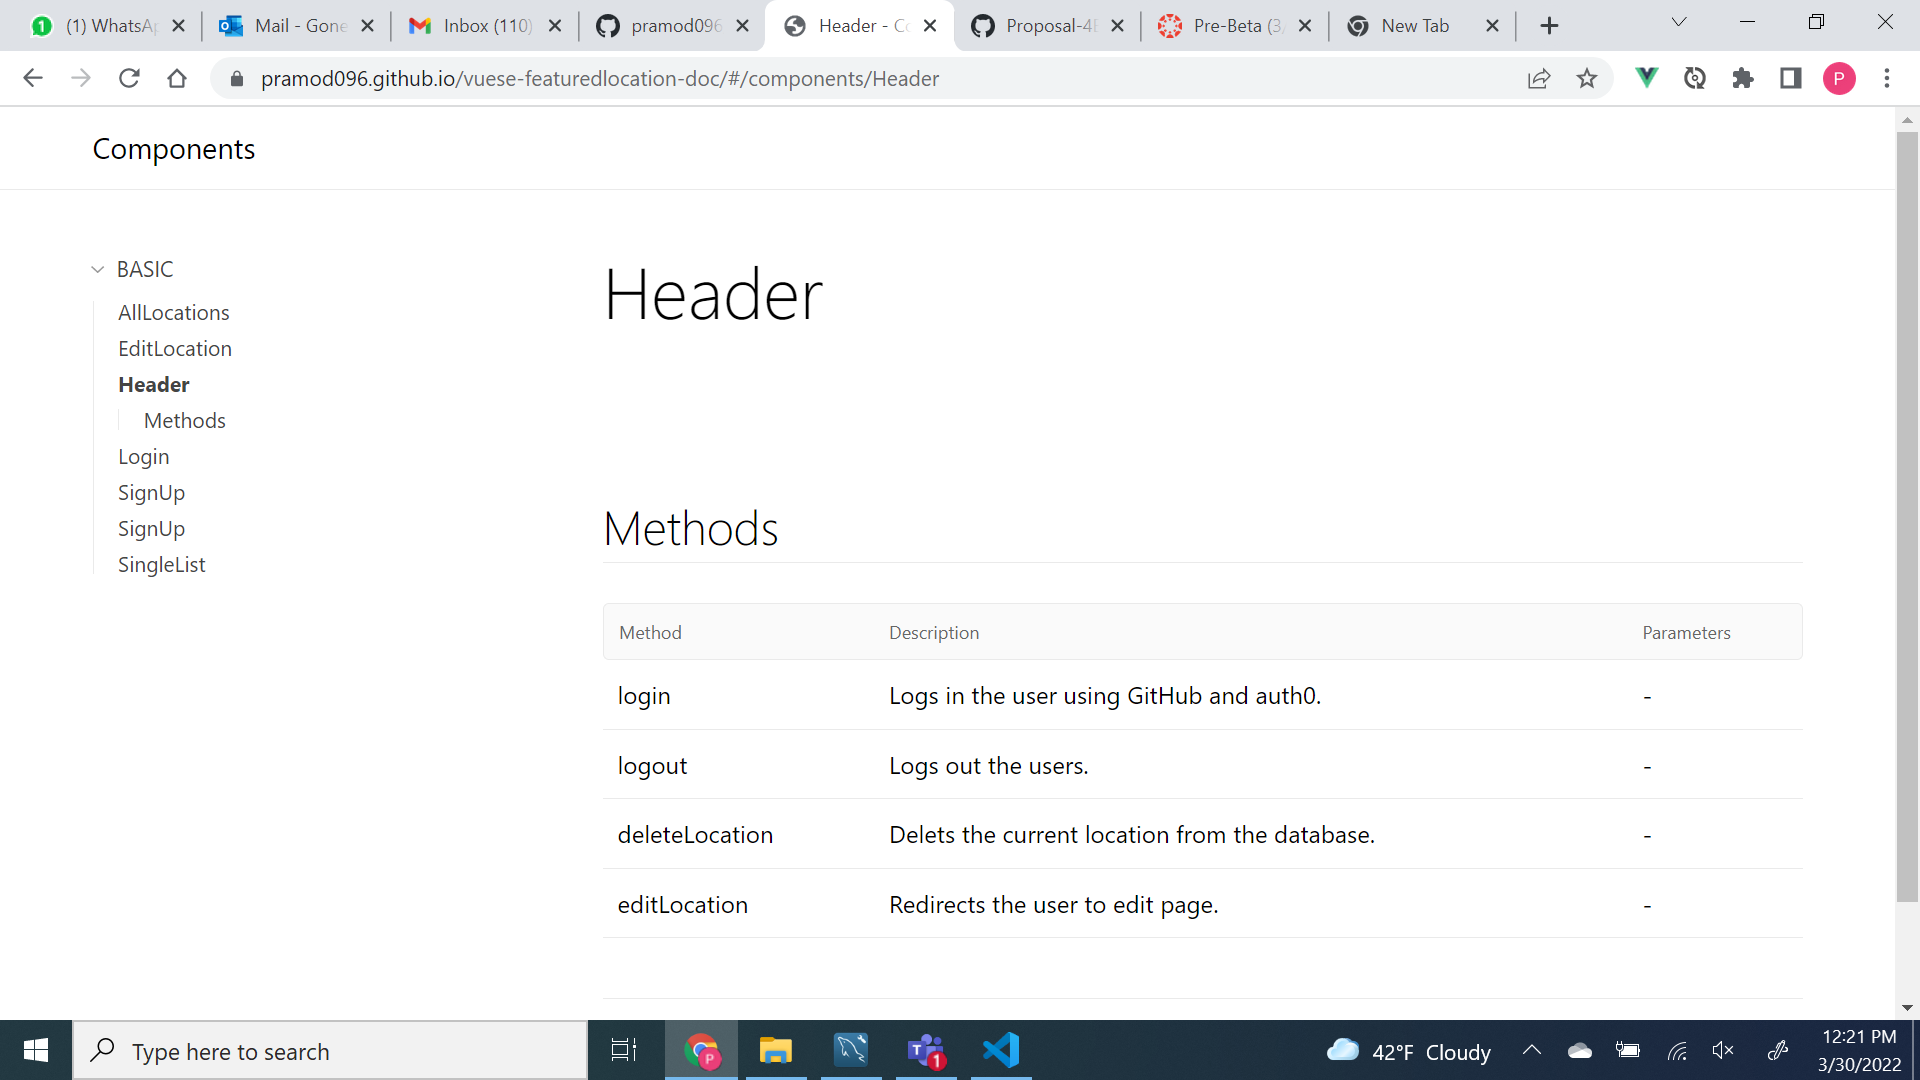 (1) WhatsAp
Mail - Gone
Inbox (110)
pramod096
Header - Co
Proposal-4E
Pre-Beta (3/
New Tab
pramod096.github.io/vuese-featuredlocation-doc/#/components/Header
P
Components
BASIC
AllLocations
EditLocation
Header
Methods
Login
SignUp
SignUp
SingleList
Header
Methods
Method Description Parameters
login Logs in the user using GitHub and auth0. -
logout Logs out the users. -
deleteLocation Delets the current location from the database. -
editLocation Redirects the user to edit page. -
Type here to search
42°F Cloudy
12:21 PM
3/30/2022